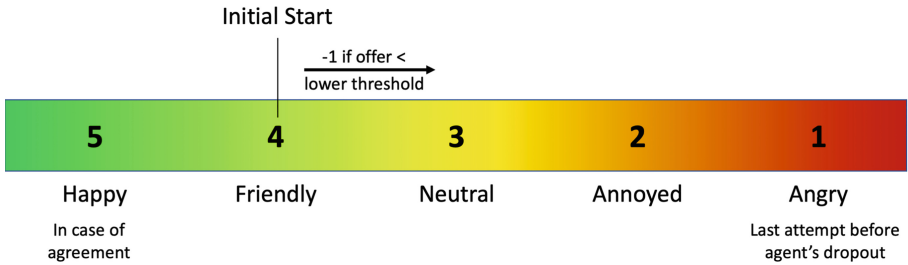 Initial Start
-1 if offer <
lower threshold
5 4 3 2 1
Happy Friendly Neutral Annoyed Angry
In case of Last attempt before
agreement agent's dropout